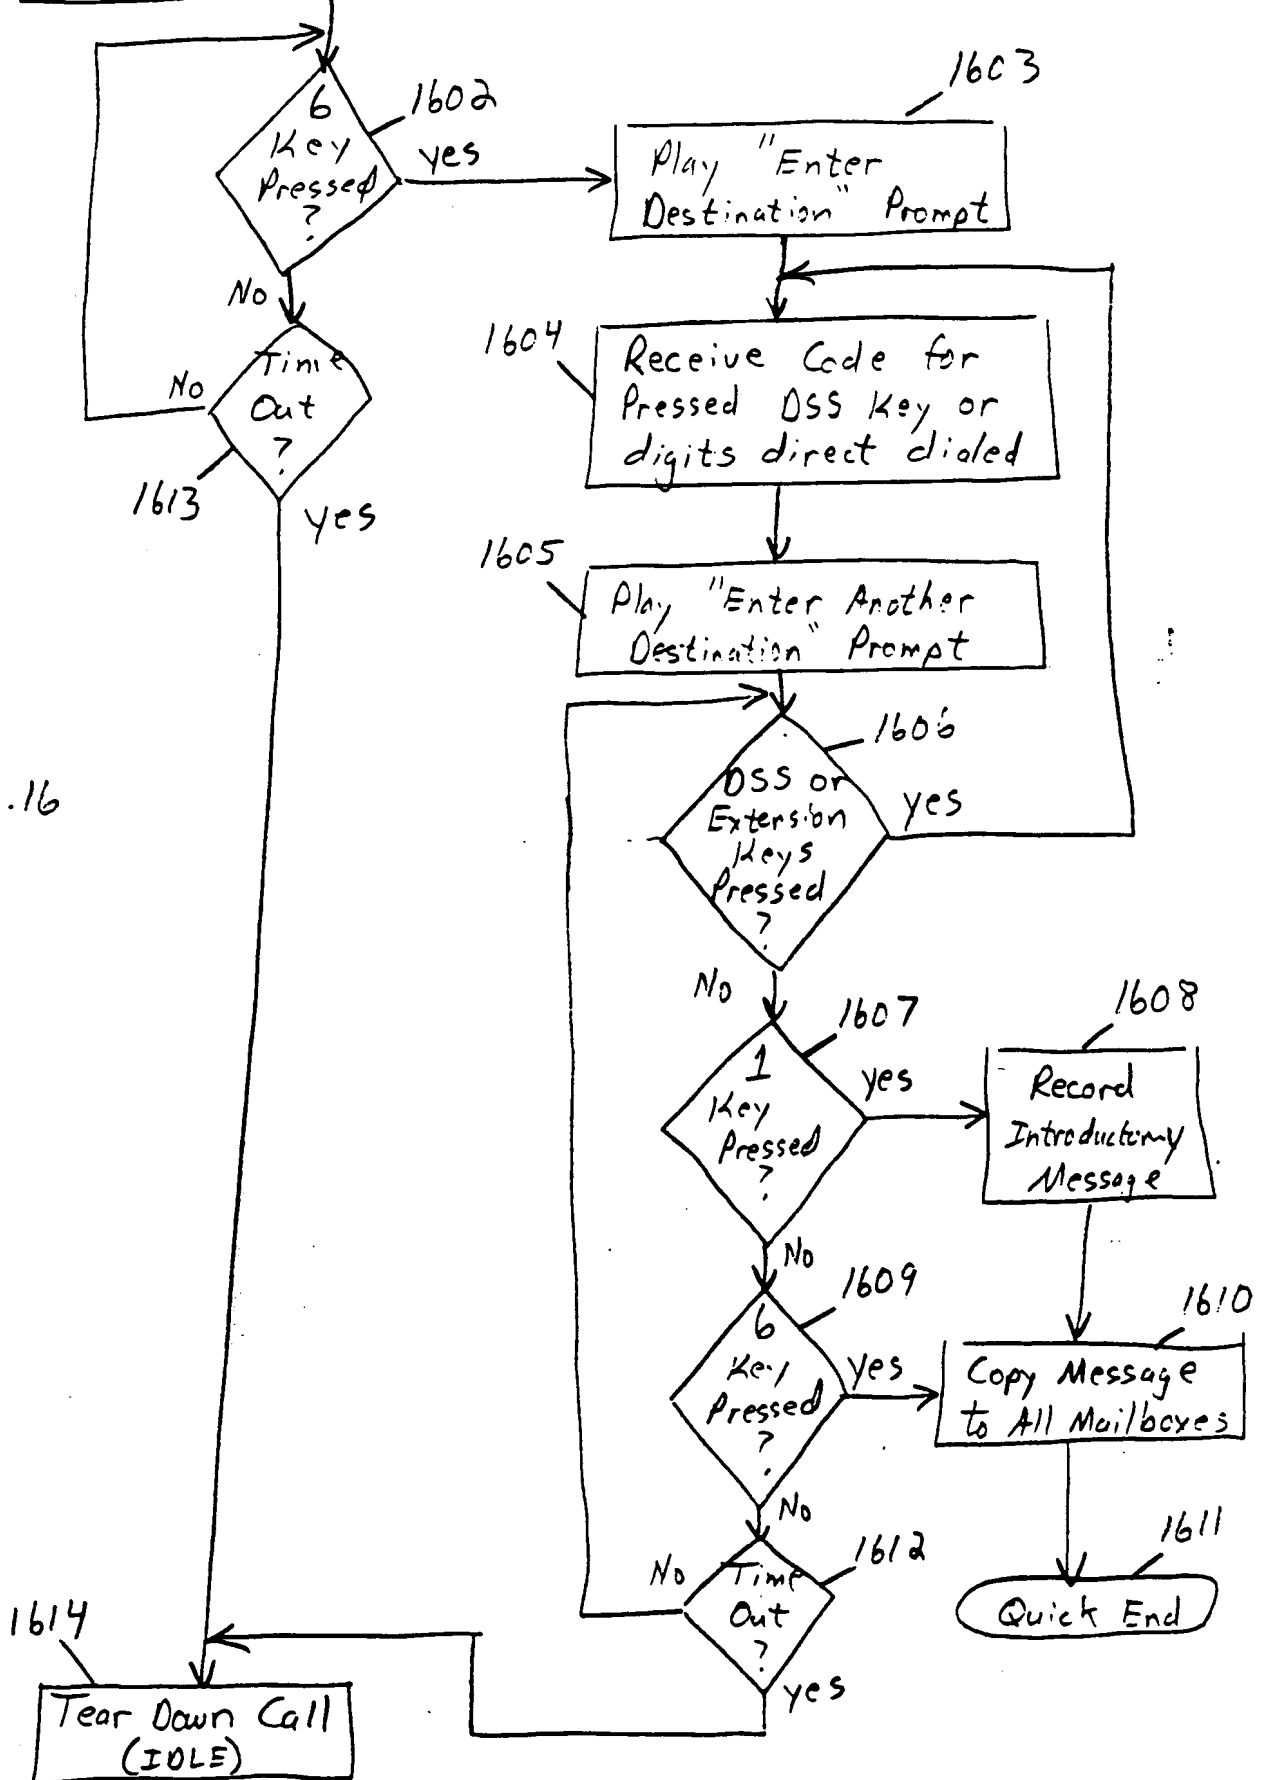 1602
6
Key
Pressed
?
yes
No
1603
Play "Enter
Destination" Prompt
Time
Out
?
No
1613
yes
1604
Receive Code for
Pressed DSS Key or
digits direct dialed
1605
Play "Enter Another
Destination" Prompt
1606
DSS or
Extension
Keys
Pressed
?
yes
No
.16
1607
1
Key
Pressed
?
yes
No
1608
Record
Introductory
Message
1609
6
Key
Pressed
?
yes
No
1610
Copy Message
to All Mailboxes
1612
Time
Out
?
No
yes
1611
Quick End
1614
Tear Down Call
(IDLE)